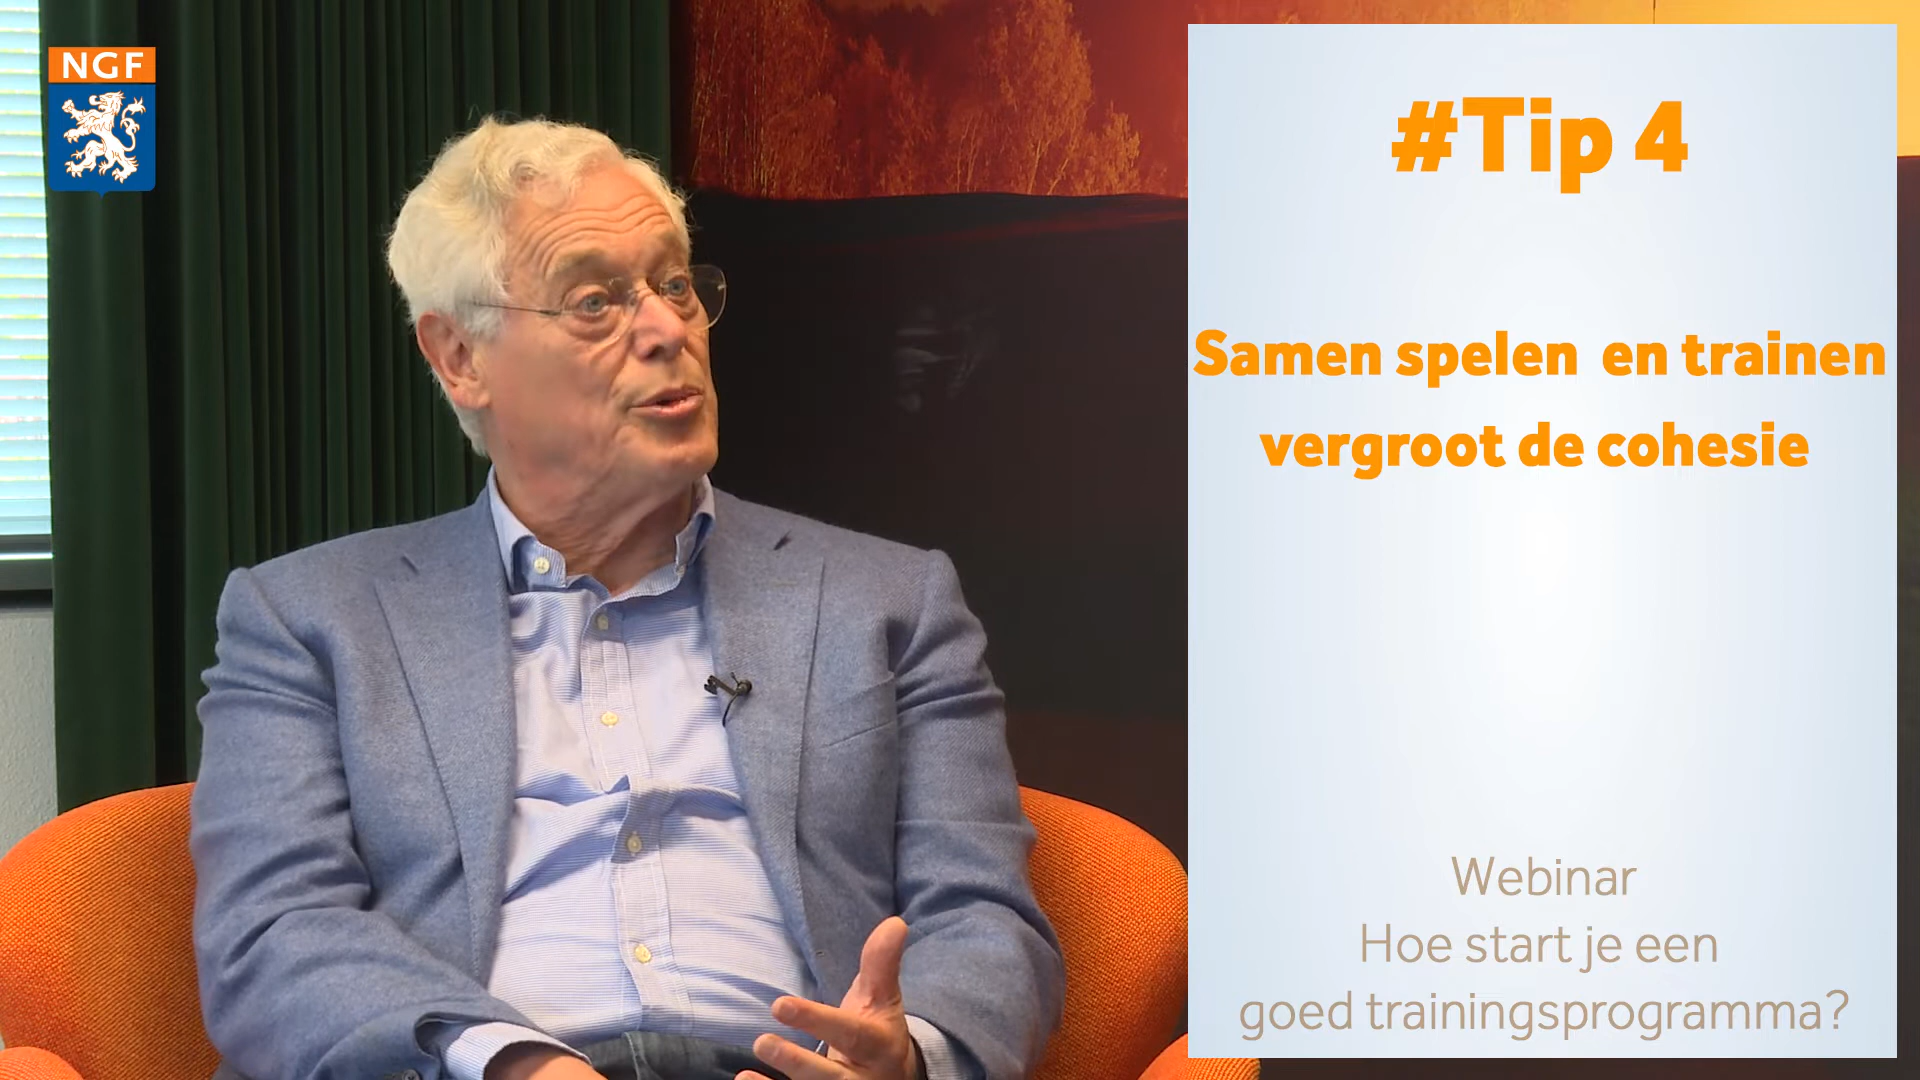 NGF
#Tip 4
Samen spelen en trainen
vergroot de cohesie
Webinar
Hoe start je een
goed trainingsprogramma?